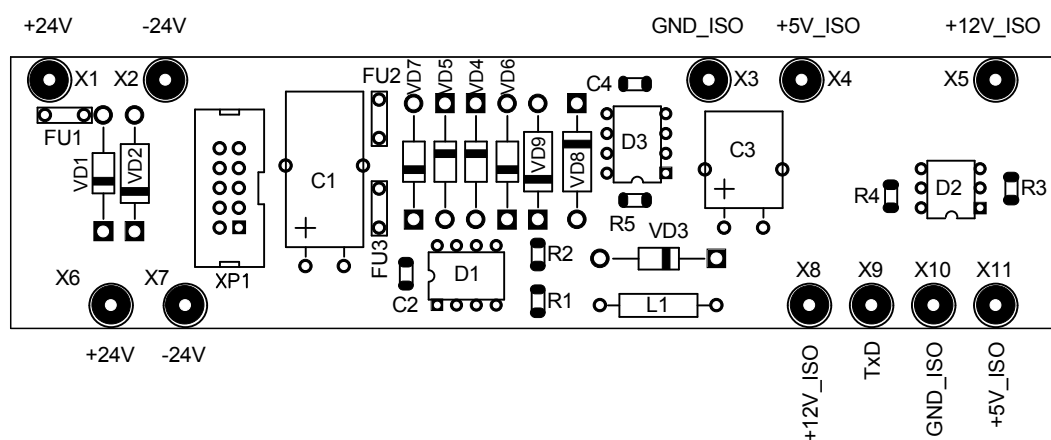 +24V
-24V
GND_ISO
+5V_ISO
+12V_ISO
X1
X2
X3
X4
X5
FU1
FU2
VD7
VD5
VD4
VD6
C4
VD1
VD2
C1
VD9
VD8
D3
C3
R4
D2
R3
R5
FU3
XP1
D1
C2
R2
R1
VD3
L1
X6
X7
X8
X9
X10
X11
+24V
-24V
+12V_ISO
TxD
GND_ISO
+5V_ISO